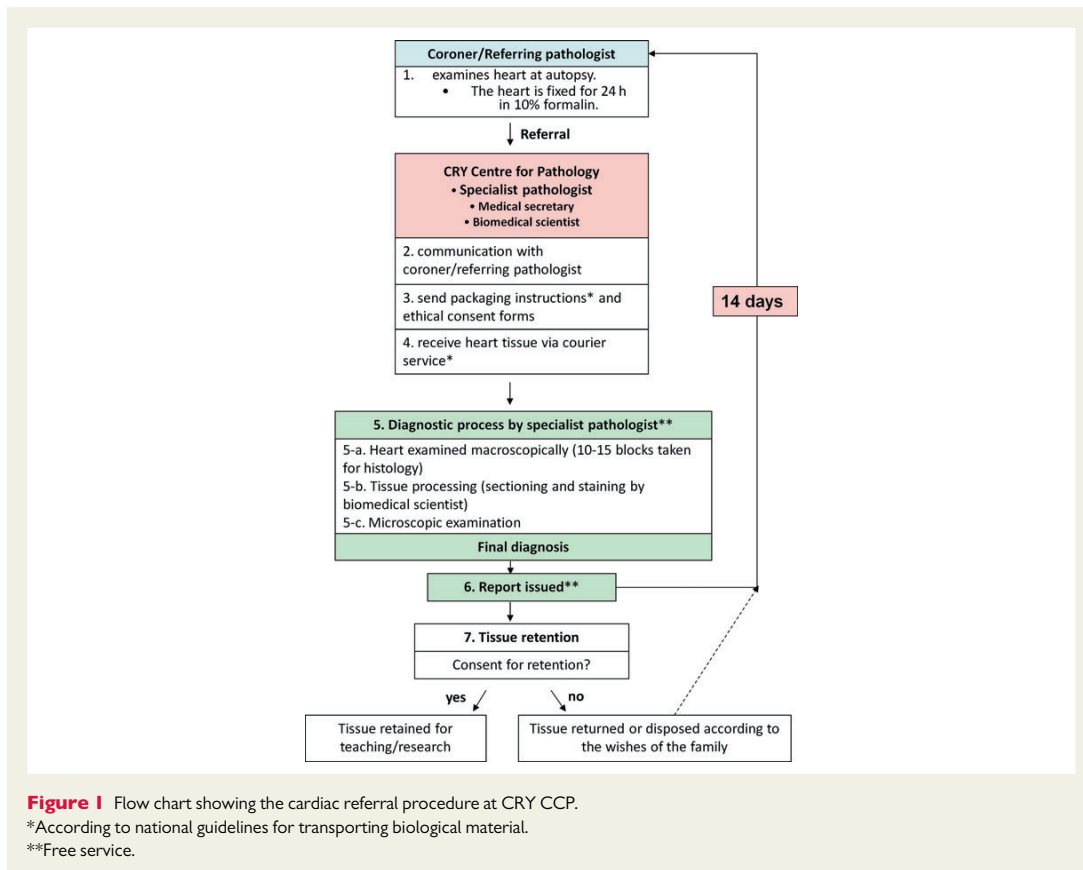 Coroner/Referring pathologist
1. examines heart at autopsy.
• The heart is fixed for 24 h
in 10% formalin.
Referral
CRY Centre for Pathology
• Specialist pathologist
• Medical secretary
• Biomedical scientist
2. communication with
coroner/referring pathologist
3. send packaging instructions* and
ethical consent forms
4. receive heart tissue via courier
service*
14 days
5. Diagnostic process by specialist pathologist**
5-a. Heart examined macroscopically (10-15 blocks taken
for histology)
5-b. Tissue processing (sectioning and staining by
biomedical scientist)
5-c. Microscopic examination
Final diagnosis
6. Report issued**
7. Tissue retention
Consent for retention?
yes
no
Tissue retained for
teaching/research
Tissue returned or disposed according to
the wishes of the family
Figure 1 Flow chart showing the cardiac referral procedure at CRY CCP.
*According to national guidelines for transporting biological material.
**Free service.